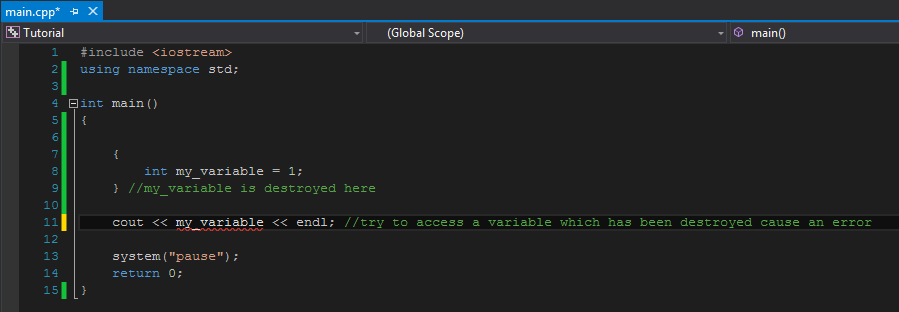 main.cpp*
Tutorial (Global Scope) main()
1 #include <iostream>
2 using namespace std;
3
4 int main()
5 {
6
7 {
8 int my_variable = 1;
9 } //my_variable is destroyed here
10
11 cout << my_variable << endl; //try to access a variable which has been destroyed cause an error
12
13 system("pause");
14 return 0;
15 }